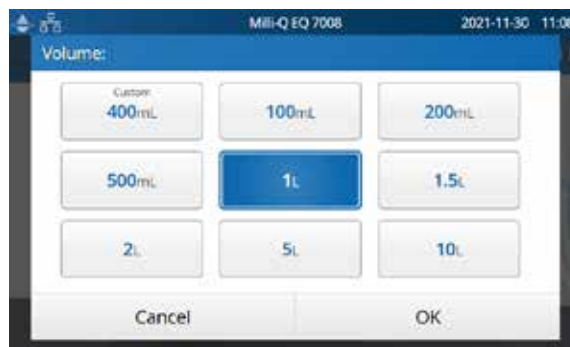 Milli-Q EQ 7008 2021-11-30 11:08
Volume:
Custom
400mL 100mL 200mL
500mL 1L 1.5L
2L 5L 10L
Cancel OK